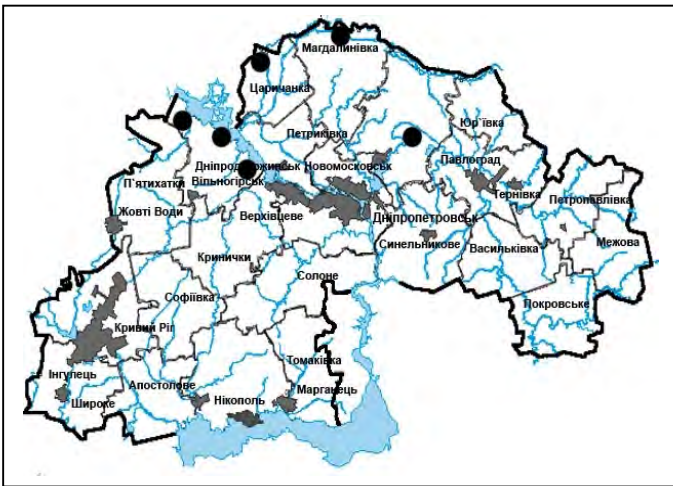 Магдалинівка
Царичанка
Юр`ївка
Петриківка
Дніпродзержинськ
Новомосковськ
Павлоград
Вільногірськ
П`ятихатки
Тернівка
Петропавлівка
Жовті Води
Верхівцеве
Дніпропетровськ
Синельникове
Васильківка
Межова
Кринички
Солоне
Софіївка
Покровське
Кривий Ріг
Томаківка
Інгулець
Апостолове
Нікополь
Марганець
Широке